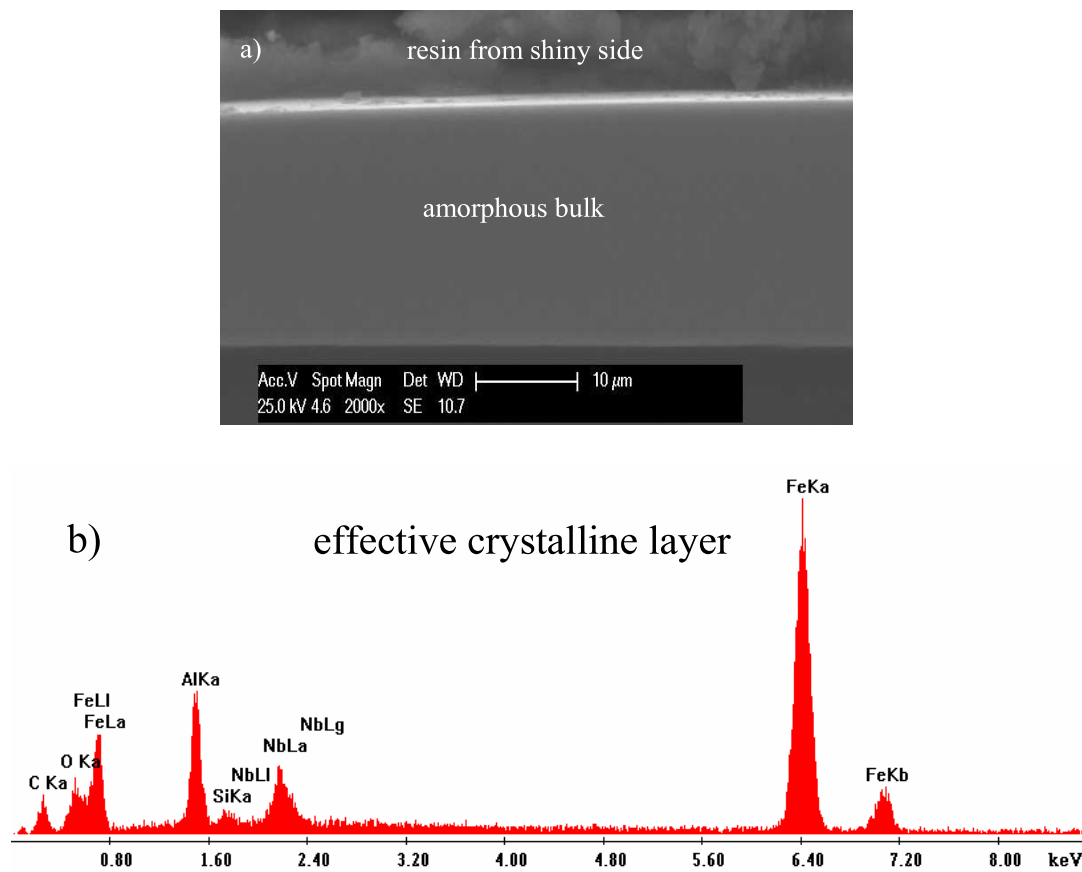 a)
resin from shiny side
amorphous bulk
Acc.V Spot Magn Det WD 10 µm
25.0 kV 4.6 2000x SE 10.7
b)
effective crystalline layer
FeKa
AlKa
FeLl
FeLa
NbLg
NbLa
O Ka
NbLl
FeKb
C Ka
SiKa
0.80 1.60 2.40 3.20 4.00 4.80 5.60 6.40 7.20 8.00 keV